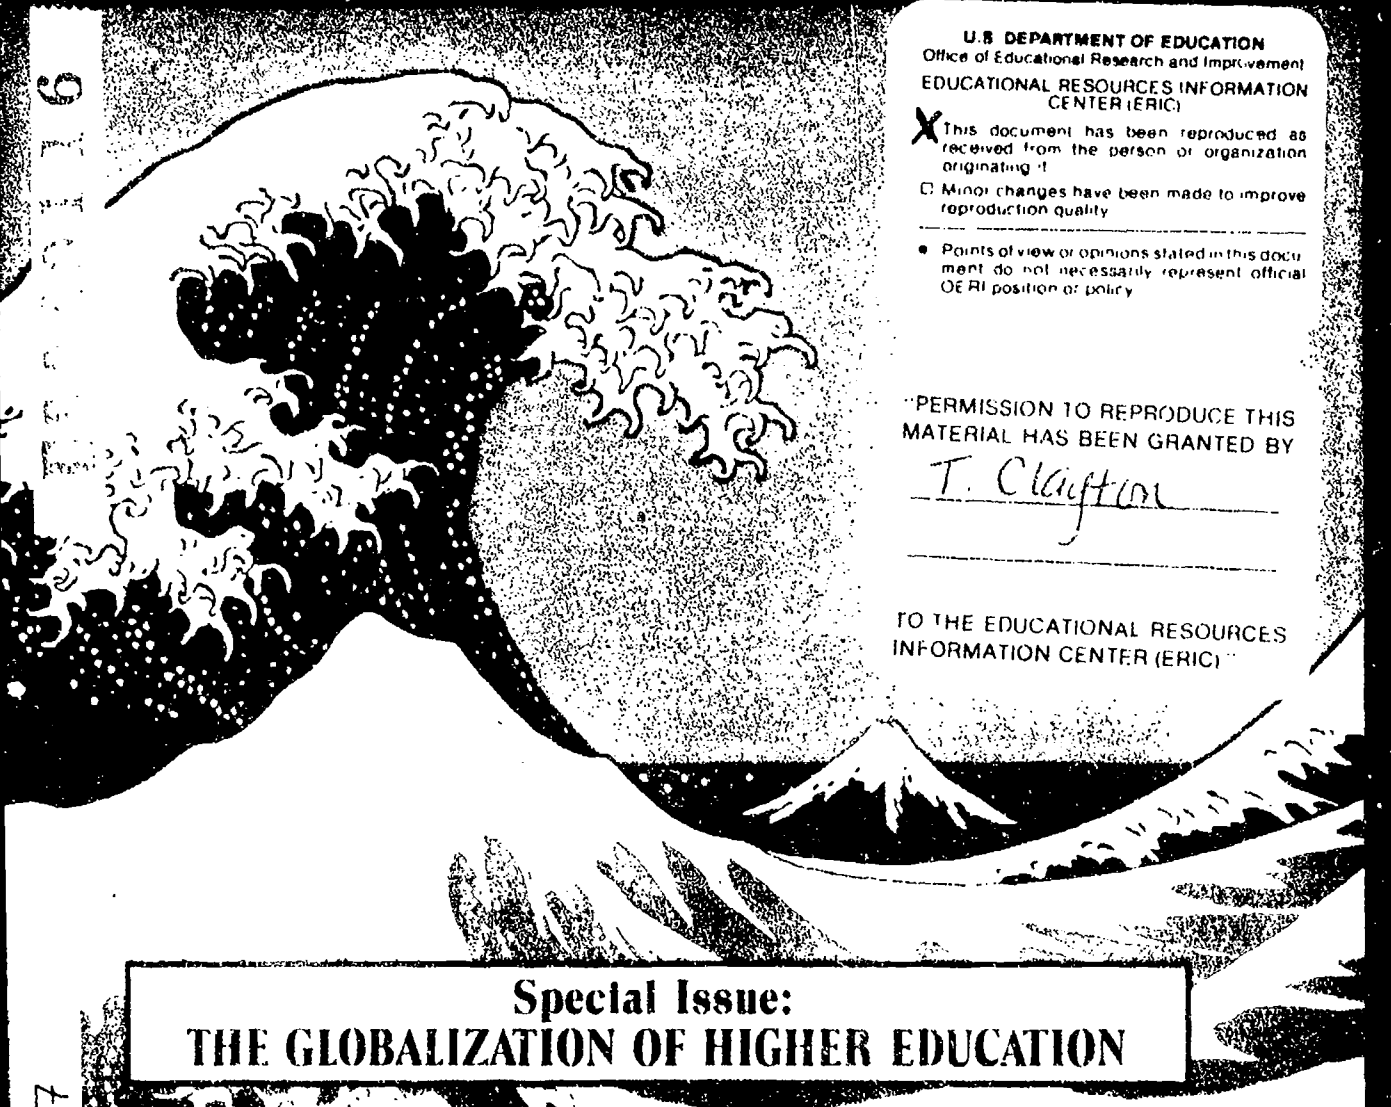 U.S DEPARTMENT OF EDUCATION
Office of Educational Research and Improvement
EDUCATIONAL RESOURCES INFORMATION
CENTER (ERIC)
X This document has been reproduced as
received from the person or organization
originating it
□ Minor changes have been made to improve
reproduction quality
● Points of view or opinions stated in this docu
ment do not necessarily represent official
OERI position or policy
"PERMISSION TO REPRODUCE THIS
MATERIAL HAS BEEN GRANTED BY
T. Clayton
TO THE EDUCATIONAL RESOURCES
INFORMATION CENTER (ERIC)"
Special Issue:
THE GLOBALIZATION OF HIGHER EDUCATION
7